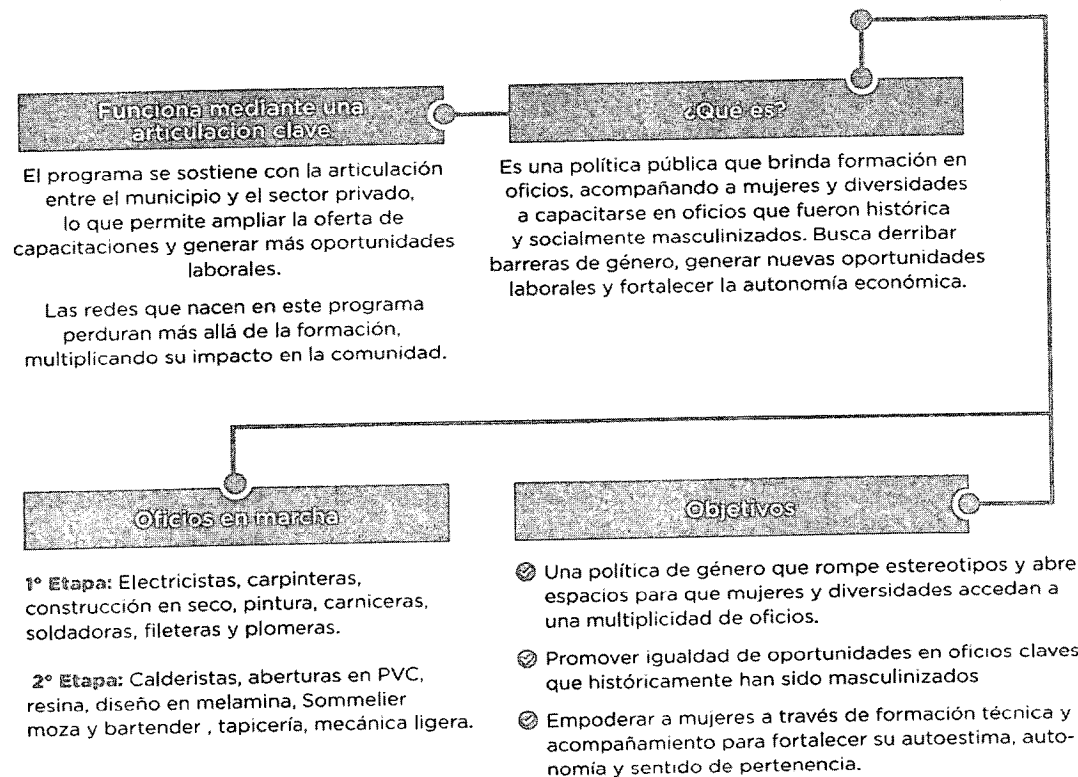 Funciona mediante una
articulación clave
El programa se sostiene con la articulación
entre el municipio y el sector privado,
lo que permite ampliar la oferta de
capacitaciones y generar más oportunidades
laborales.
Las redes que nacen en este programa
perduran más allá de la formación,
multiplicando su impacto en la comunidad.
¿Qué es?
Es una política pública que brinda formación en
oficios, acompañando a mujeres y diversidades
a capacitarse en oficios que fueron histórica
y socialmente masculinizados. Busca derribar
barreras de género, generar nuevas oportunidades
laborales y fortalecer la autonomía económica.
Oficios en marcha
1° Etapa: Electricistas, carpinteras,
construcción en seco, pintura, carniceras,
soldadoras, fileteras y plomeras.
2° Etapa: Calderistas, aberturas en PVC,
resina, diseño en melamina, Sommelier
moza y bartender , tapicería, mecánica ligera.
Objetivos
Una política de género que rompe estereotipos y abre
espacios para que mujeres y diversidades accedan a
una multiplicidad de oficios.
Promover igualdad de oportunidades en oficios claves
que históricamente han sido masculinizados
Empoderar a mujeres a través de formación técnica y
acompañamiento para fortalecer su autoestima, auto-
nomía y sentido de pertenencia.